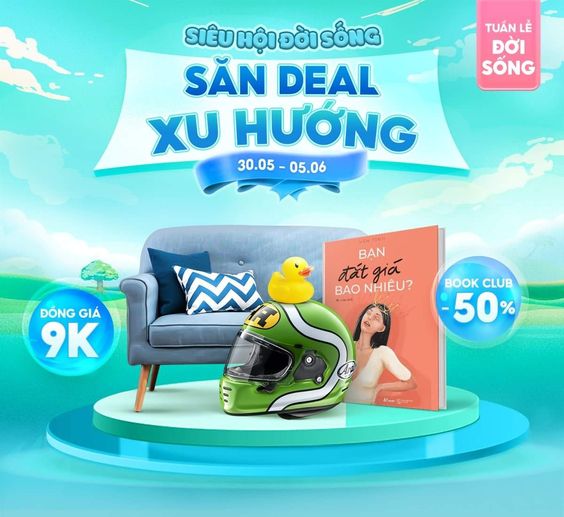 SIÊU HỘI ĐỜI SỐNG
SĂN DEAL
XU HƯỚNG
30.05 – 05.06
TUẦN LỄ
ĐỜI
SỐNG
BẠN
đắt giá
BAO NHIÊU?
ĐỒNG GIÁ
9K
BOOK CLUB
-50%
H
Arai